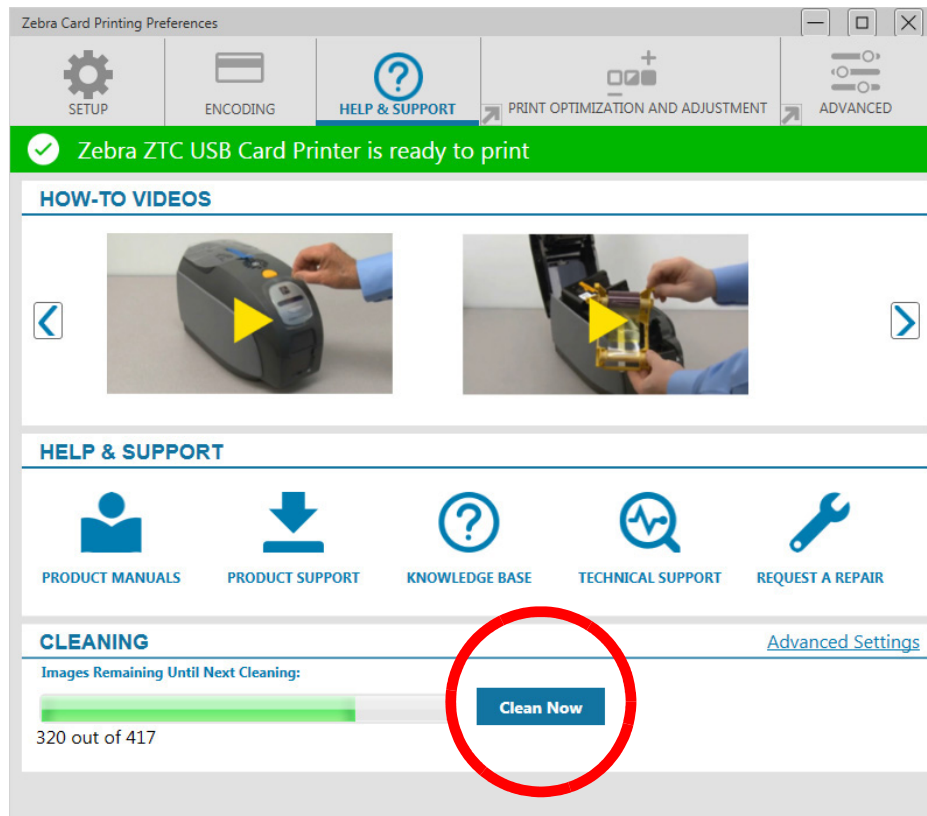 Zebra Card Printing Preferences
SETUP
ENCODING
HELP & SUPPORT
PRINT OPTIMIZATION AND ADJUSTMENT
ADVANCED
Zebra ZTC USB Card Printer is ready to print
HOW-TO VIDEOS
HELP & SUPPORT
PRODUCT MANUALS
PRODUCT SUPPORT
KNOWLEDGE BASE
TECHNICAL SUPPORT
REQUEST A REPAIR
CLEANING
Advanced Settings
Images Remaining Until Next Cleaning:
Clean Now
320 out of 417